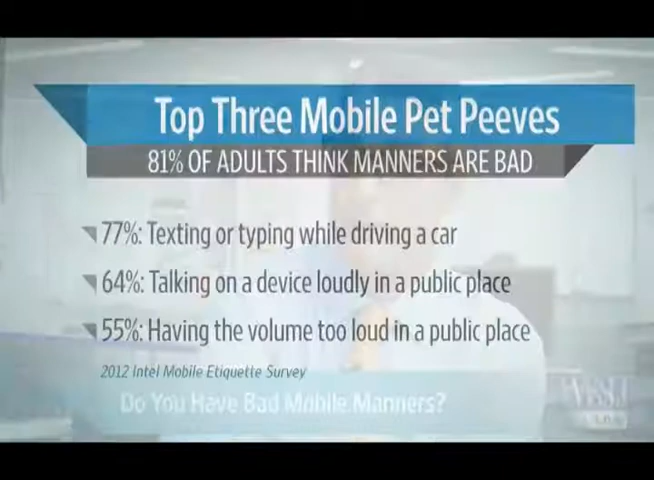 Top Three Mobile Pet Peeves
81% OF ADULTS THINK MANNERS ARE BAD
77%: Texting or typing while driving a car
64%: Talking on a device loudly in a public place
55%: Having the volume too loud in a public place
2012 Intel Mobile Etiquette Survey
Do You Have Bad Mobile Manners?
WSJ